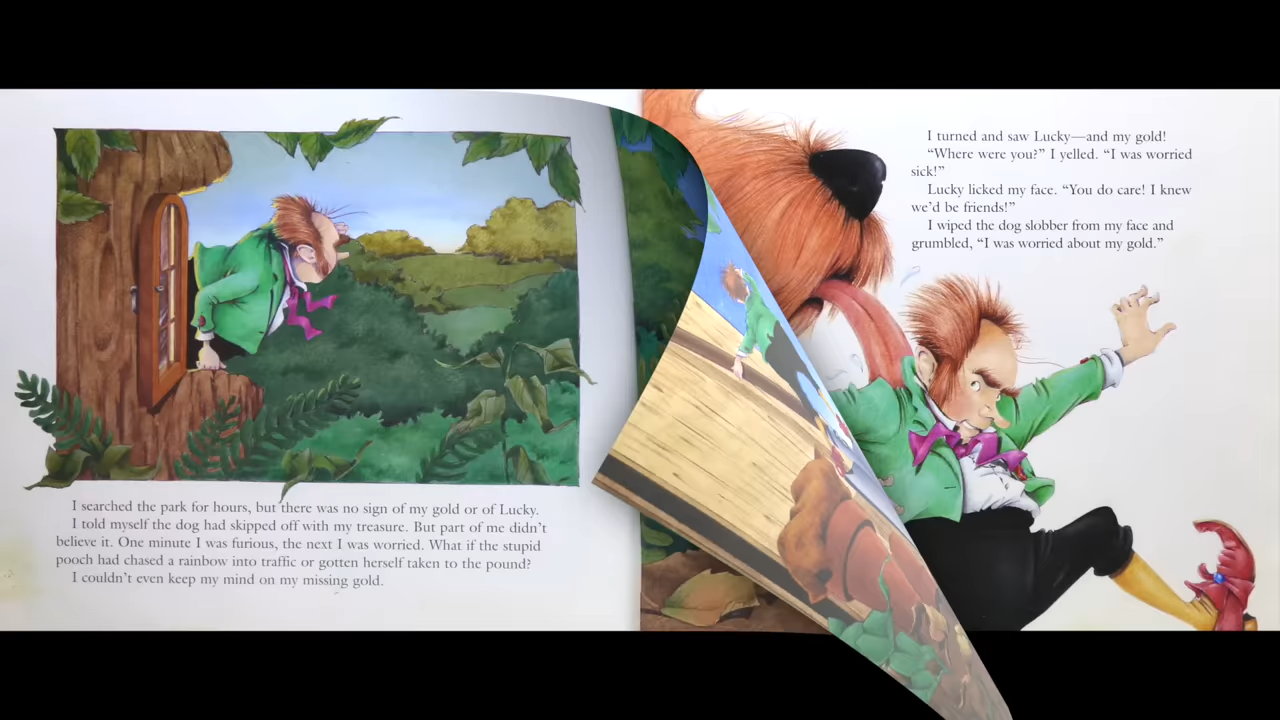 I searched the park for hours, but there was no sign of my gold or of Lucky.
I told myself the dog had skipped off with my treasure. But part of me didn't
believe it. One minute I was furious, the next I was worried. What if the stupid
pooch had chased a rainbow into traffic or gotten herself taken to the pound?
I couldn't even keep my mind on my missing gold.
I turned and saw Lucky—and my gold!
"Where were you?" I yelled. "I was worried
sick!"
Lucky licked my face. "You do care! I knew
we'd be friends!"
I wiped the dog slobber from my face and
grumbled, "I was worried about my gold."